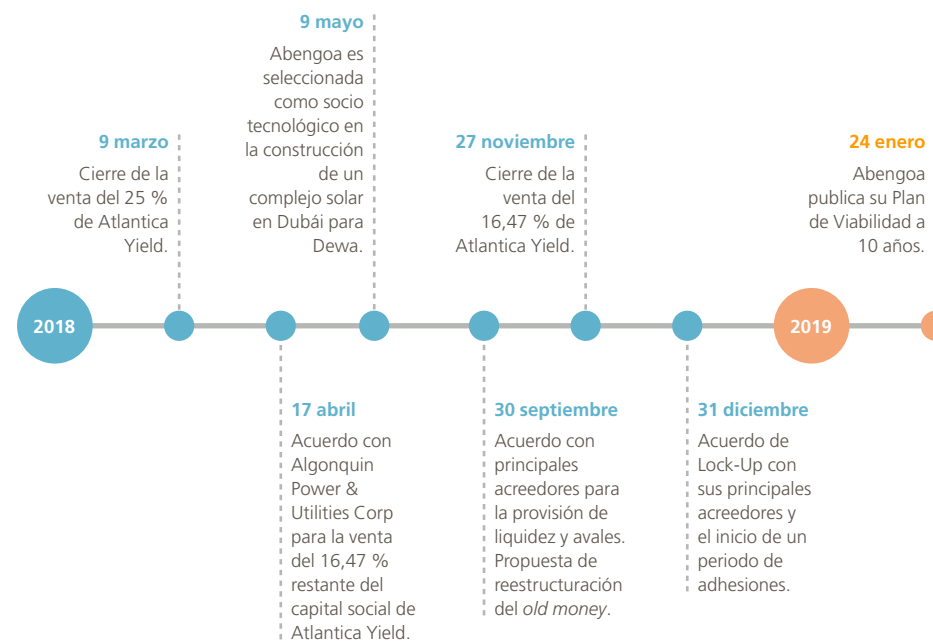 2018
9 marzo
Cierre de la
venta del 25 %
de Atlantica
Yield.
17 abril
Acuerdo con
Algonquin
Power &
Utilities Corp
para la venta
del 16,47 %
restante del
capital social de
Atlantica Yield.
9 mayo
Abengoa es
seleccionada
como socio
tecnológico en
la construcción
de un
complejo solar
en Dubái para
Dewa.
30 septiembre
Acuerdo con
principales
acreedores para
la provisión de
liquidez y avales.
Propuesta de
reestructuración
del old money.
27 noviembre
Cierre de la
venta del
16,47 % de
Atlantica Yield.
31 diciembre
Acuerdo de
Lock-Up con
sus principales
acreedores y
el inicio de un
periodo de
adhesiones.
2019
24 enero
Abengoa
publica su Plan
de Viabilidad a
10 años.